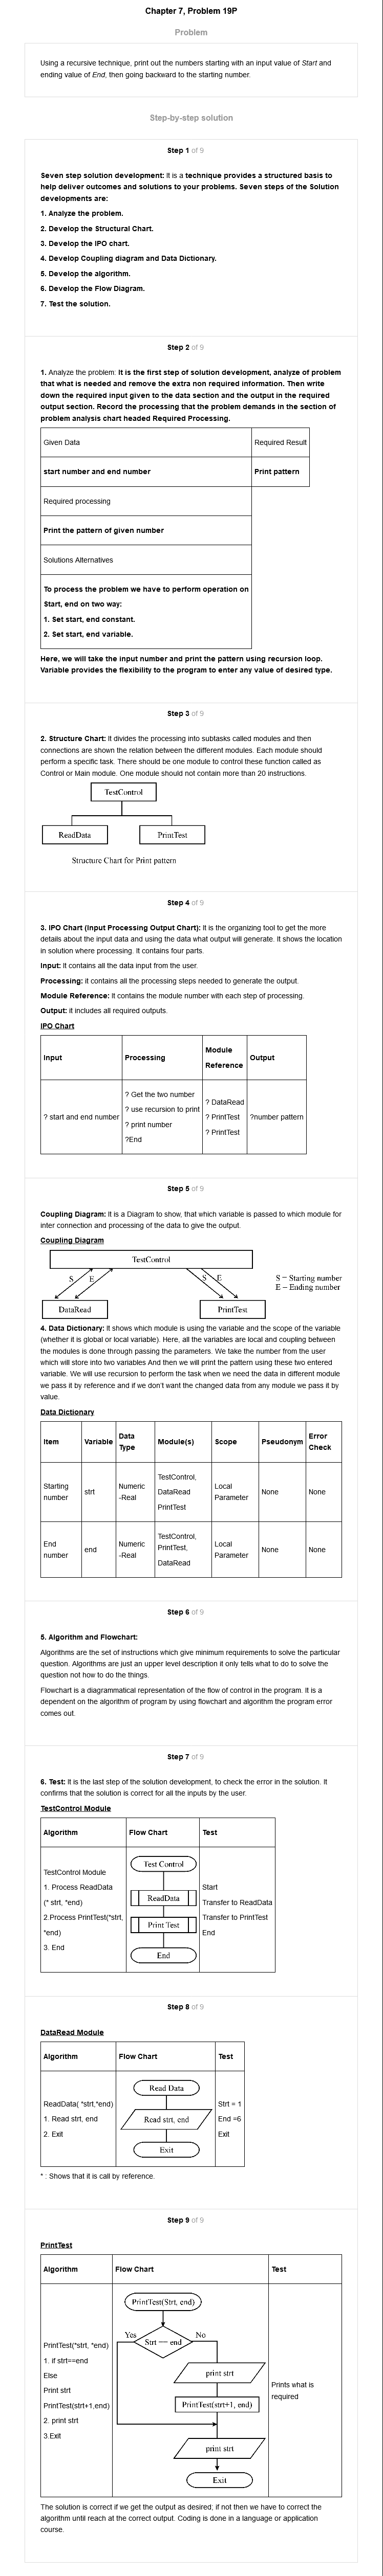 Chapter 7, Problem 19P
Problem
Using a recursive technique, print out the numbers starting with an input value of Start and
ending value of End, then going backward to the starting number.
Step-by-step solution
Step 1 of 9
Seven step solution development: It is a technique provides a structured basis to
help deliver outcomes and solutions to your problems. Seven steps of the Solution
developments are:
1. Analyze the problem.
2. Develop the Structural Chart.
3. Develop the IPO chart.
4. Develop Coupling diagram and Data Dictionary.
5. Develop the algorithm.
6. Develop the Flow Diagram.
7. Test the solution.
Step 2 of 9
1. Analyze the problem: It is the first step of solution development, analyze of problem
that what is needed and remove the extra non required information. Then write
down the required input given to the data section and the output in the required
output section. Record the processing that the problem demands in the section of
problem analysis chart headed Required Processing.
Given Data
Required Result
start number and end number
Print pattern
Required processing
Print the pattern of given number
Solutions Alternatives
To process the problem we have to perform operation on
Start, end on two way:
1. Set start, end constant.
2. Set start, end variable.
Here, we will take the input number and print the pattern using recursion loop.
Variable provides the flexibility to the program to enter any value of desired type.
Step 3 of 9
2. Structure Chart: It divides the processing into subtasks called modules and then
connections are shown the relation between the different modules. Each module should
perform a specific task. There should be one module to control these function called as
Control or Main module. One module should not contain more than 20 instructions.
TestControl
ReadData
PrintTest
Structure Chart for Print pattern
Step 4 of 9
3. IPO Chart (Input Processing Output Chart): It is the organizing tool to get the more
details about the input data and using the data what output will generate. It shows the location
in solution where processing. It contains four parts.
Input: It contains all the data input from the user.
Processing: it contains all the processing steps needed to generate the output.
Module Reference: it contains the module number with each step of processing.
Output: it includes all required outputs.
IPO Chart
Input
Processing
Module
Reference
Output
? start and end number
? Get the two number
? use recursion to print
? print number
?End
? DataRead
? PrintTest
? PrintTest
?number pattern
Step 5 of 9
Coupling Diagram: It is a Diagram to show, that which variable is passed to which module for
inter connection and processing of the data to give the output.
Coupling Diagram
TestControl
S E
S E
S – Starting number
E – Ending number
DataRead
PrintTest
4. Data Dictionary: It shows which module is using the variable and the scope of the variable
(whether it is global or local variable). Here, all the variables are local and coupling between
the modules is done through passing the parameters. We take the number from the user
which will store into two variables And then we will print the pattern using these two entered
variable. We will use recursion to perform the task when we need the data in different module
we pass it by reference and if we don't want the changed data from any module we pass it by
value.
Data Dictionary
Item
Variable
Data
Type
Module(s)
Scope
Pseudonym
Error
Check
Starting
number
strt
Numeric
-Real
TestControl,
DataRead
PrintTest
Local
Parameter
None
None
End
number
end
Numeric
-Real
TestControl,
PrintTest,
DataRead
Local
Parameter
None
None
Step 6 of 9
5. Algorithm and Flowchart:
Algorithms are the set of instructions which give minimum requirements to solve the particular
question. Algorithms are just an upper level description it only tells what to do to solve the
question not how to do the things.
Flowchart is a diagrammatical representation of the flow of control in the program. It is a
dependent on the algorithm of program by using flowchart and algorithm the program error
comes out.
Step 7 of 9
6. Test: It is the last step of the solution development, to check the error in the solution. It
confirms that the solution is correct for all the inputs by the user.
TestControl Module
Algorithm
Flow Chart
Test
TestControl Module
1. Process ReadData
(* strt, *end)
2.Process PrintTest(*strt,
*end)
3. End
Test Control
ReadData
Print Test
End
Start
Transfer to ReadData
Transfer to PrintTest
End
Step 8 of 9
DataRead Module
Algorithm
Flow Chart
Test
ReadData( *strt,*end)
1. Read strt, end
2. Exit
Read Data
Read strt, end
Exit
Strt = 1
End =6
Exit
* : Shows that it is call by reference.
Step 9 of 9
PrintTest
Algorithm
Flow Chart
Test
PrintTest(*strt, *end)
1. if strt==end
Else
Print strt
PrintTest(strt+1,end)
2. print strt
3.Exit
PrintTest(Strt, end)
Yes
Strt == end
No
print strt
PrintTest(strt+1, end)
print strt
Exit
Prints what is
required
The solution is correct if we get the output as desired; if not then we have to correct the
algorithm until reach at the correct output. Coding is done in a language or application
course.